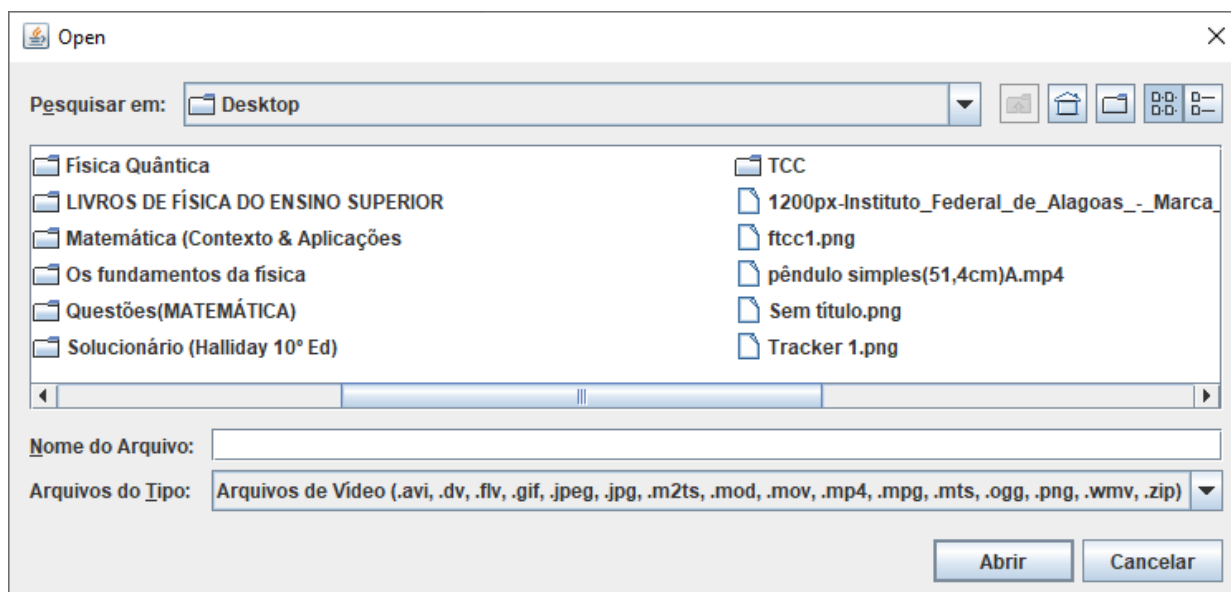 Open
Pesquisar em: Desktop
Física Quântica
LIVROS DE FÍSICA DO ENSINO SUPERIOR
Matemática (Contexto & Aplicações
Os fundamentos da física
Questões(MATEMÁTICA)
Solucionário (Halliday 10º Ed)
TCC
1200px-Instituto_Federal_de_Alagoas_-_Marca_
ftcc1.png
pêndulo simples(51,4cm)A.mp4
Sem título.png
Tracker 1.png
Nome do Arquivo:
Arquivos do Tipo: Arquivos de Video (.avi, .dv, .flv, .gif, .jpeg, .jpg, .m2ts, .mod, .mov, .mp4, .mpg, .mts, .ogg, .png, .wmv, .zip)
Abrir Cancelar